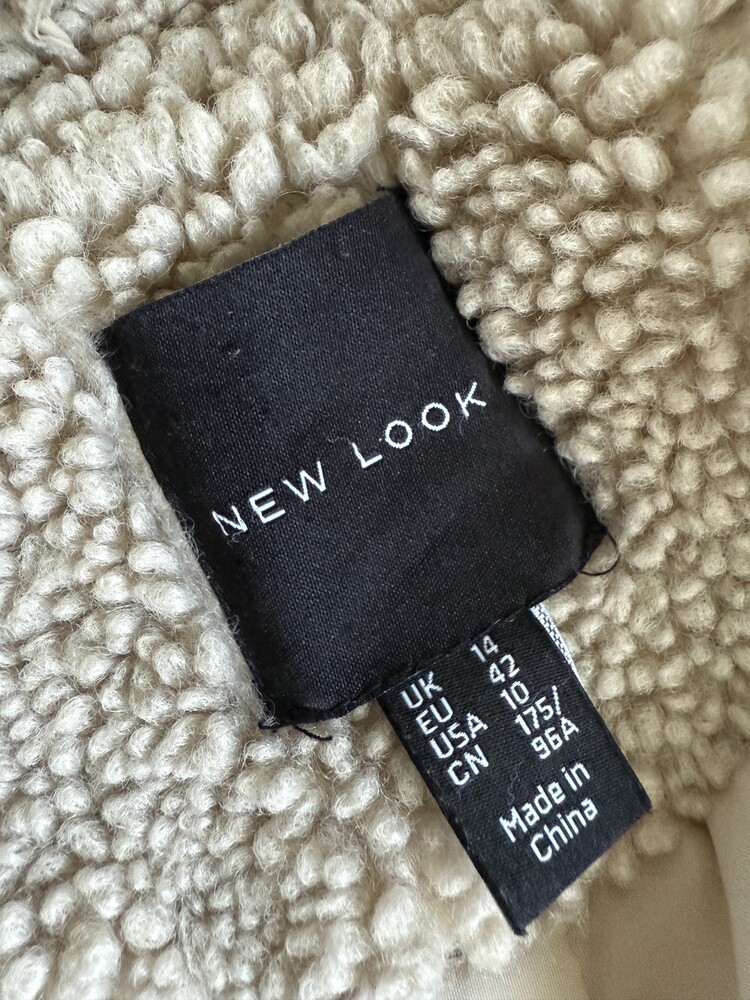 NEW LOOK
UK 14
EU 42
USA 10
CN 175/
96A
Made in
China